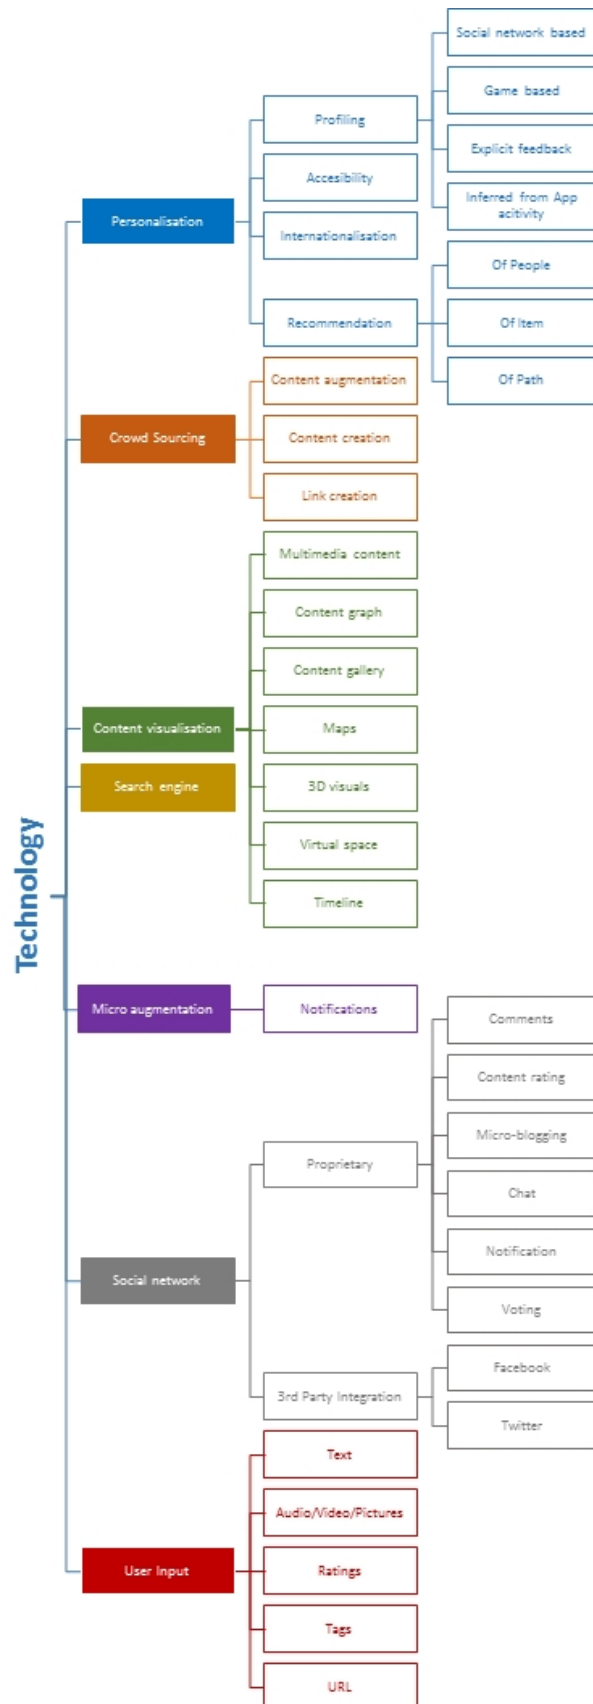 Technology
Personalisation
Profiling
Social network based
Game based
Explicit feedback
Inferred from App
acitivity
Accesibility
Internationalisation
Recommendation
Of People
Of Item
Of Path
Crowd Sourcing
Content augmentation
Content creation
Link creation
Content visualisation
Multimedia content
Content graph
Content gallery
Maps
3D visuals
Virtual space
Timeline
Search engine
Micro augmentation
Notifications
Social network
Proprietary
Comments
Content rating
Micro-blogging
Chat
Notification
Voting
3rd Party Integration
Facebook
Twitter
User Input
Text
Audio/Video/Pictures
Ratings
Tags
URL